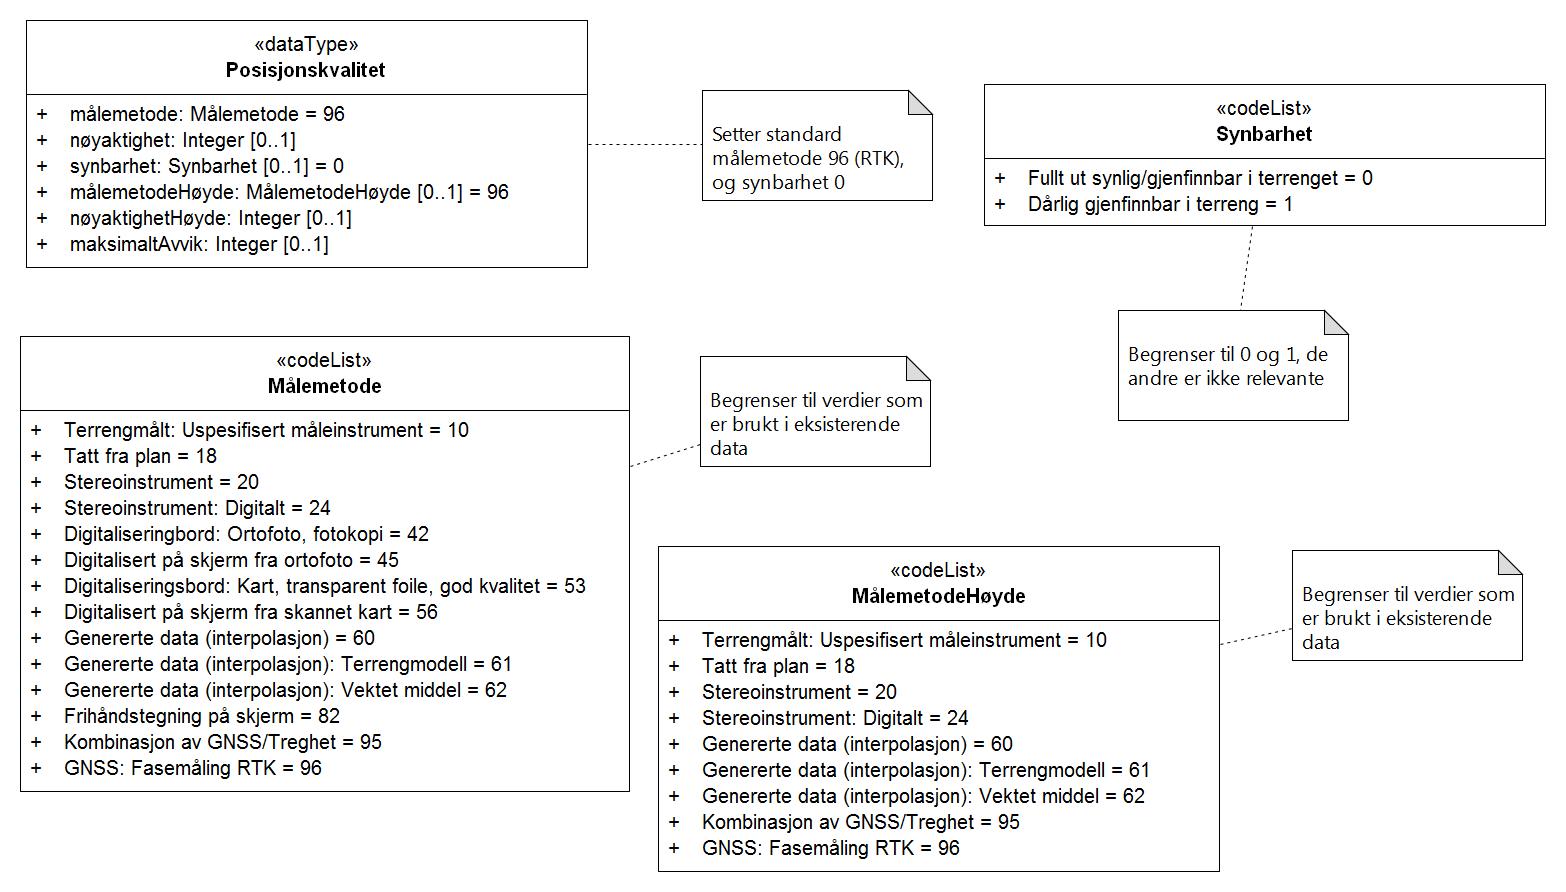 «dataType»
Posisjonskvalitet
+ målemetode: Målemetode = 96
+ nøyaktighet: Integer [0..1]
+ synbarhet: Synbarhet [0..1] = 0
+ målemetodeHøyde: MålemetodeHøyde [0..1] = 96
+ nøyaktighetHøyde: Integer [0..1]
+ maksimaltAvvik: Integer [0..1]
Setter standard
målemetode 96 (RTK),
og synbarhet 0
«codeList»
Synbarhet
+ Fullt ut synlig/gjenfinnbar i terrenget = 0
+ Dårlig gjenfinnbar i terreng = 1
Begrenser til 0 og 1, de
andre er ikke relevante
«codeList»
Målemetode
+ Terrengmålt: Uspesifisert måleinstrument = 10
+ Tatt fra plan = 18
+ Stereoinstrument = 20
+ Stereoinstrument: Digitalt = 24
+ Digitaliseringbord: Ortofoto, fotokopi = 42
+ Digitalisert på skjerm fra ortofoto = 45
+ Digitaliseringsbord: Kart, transparent foile, god kvalitet = 53
+ Digitalisert på skjerm fra skannet kart = 56
+ Genererte data (interpolasjon) = 60
+ Genererte data (interpolasjon): Terrengmodell = 61
+ Genererte data (interpolasjon): Vektet middel = 62
+ Frihåndstegning på skjerm = 82
+ Kombinasjon av GNSS/Treghet = 95
+ GNSS: Fasemåling RTK = 96
Begrenser til verdier som
er brukt i eksisterende
data
«codeList»
MålemetodeHøyde
+ Terrengmålt: Uspesifisert måleinstrument = 10
+ Tatt fra plan = 18
+ Stereoinstrument = 20
+ Stereoinstrument: Digitalt = 24
+ Genererte data (interpolasjon) = 60
+ Genererte data (interpolasjon): Terrengmodell = 61
+ Genererte data (interpolasjon): Vektet middel = 62
+ Kombinasjon av GNSS/Treghet = 95
+ GNSS: Fasemåling RTK = 96
Begrenser til verdier som
er brukt i eksisterende
data